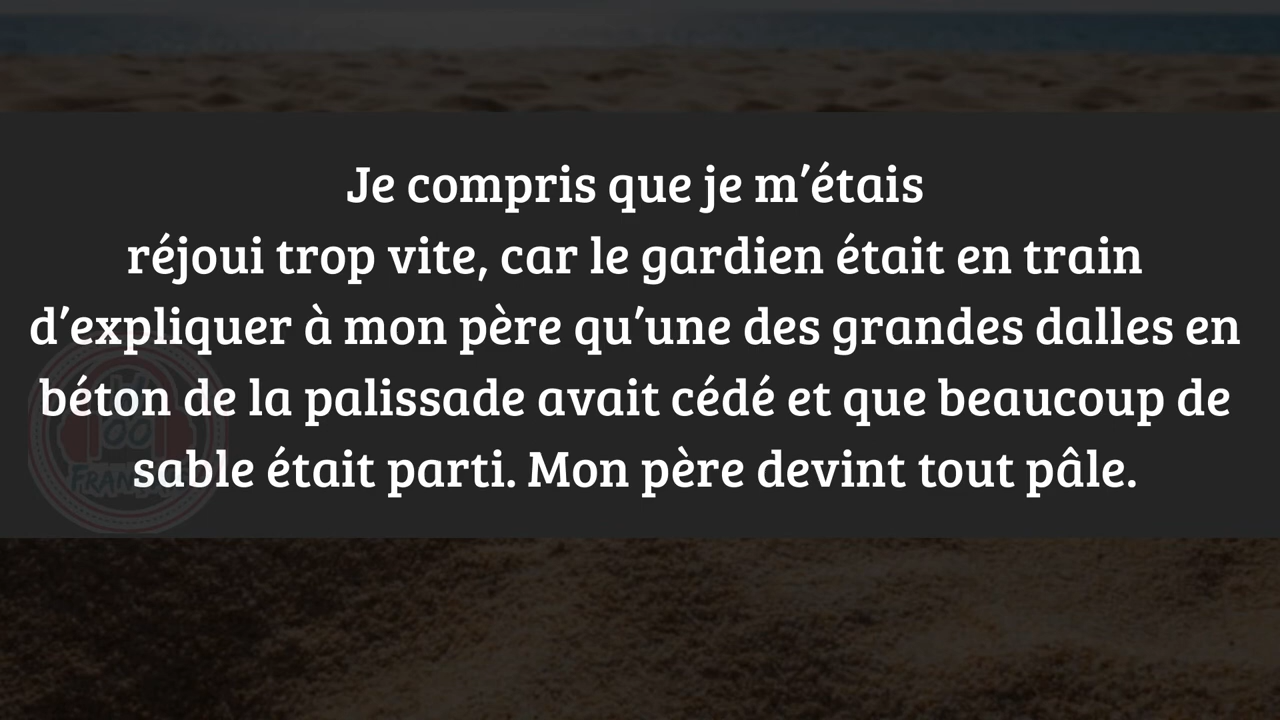 Je compris que je m’étais
réjoui trop vite, car le gardien était en train
d’expliquer à mon père qu’une des grandes dalles en
béton de la palissade avait cédé et que beaucoup de
sable était parti. Mon père devint tout pâle.